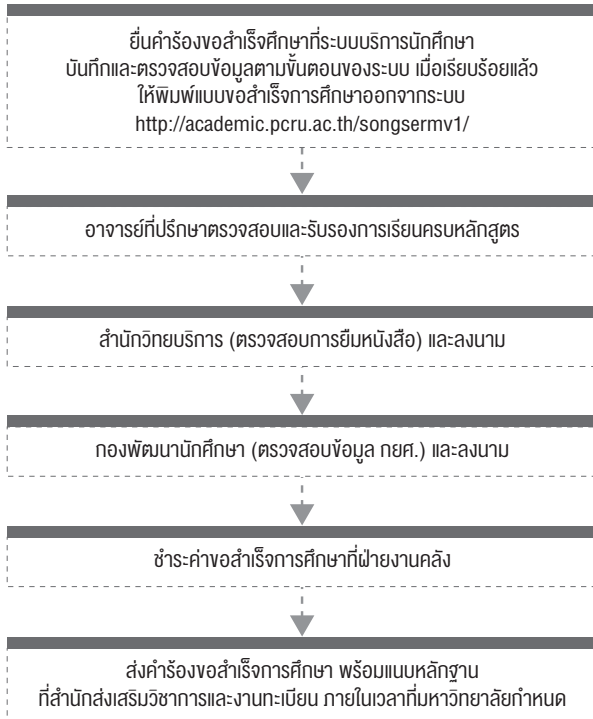 ยื่นคำร้องขอสำเร็จศึกษาที่ระบบบริการนักศึกษา
บันทึกและตรวจสอบข้อมูลตามขั้นตอนของระบบ เมื่อเรียบร้อยแล้ว
ให้พิมพ์แบบขอสำเร็จการศึกษาออกจากระบบ
http://academic.pcru.ac.th/songsermv1/
อาจารย์ที่ปรึกษาตรวจสอบและรับรองการเรียนครบหลักสูตร
สำนักวิทยบริการ (ตรวจสอบการยืมหนังสือ) และลงนาม
กองพัฒนานักศึกษา (ตรวจสอบข้อมูล กยศ.) และลงนาม
ชำระค่าขอสำเร็จการศึกษาที่ฝ่ายงานคลัง
ส่งคำร้องขอสำเร็จการศึกษา พร้อมแนบหลักฐาน
ที่สำนักส่งเสริมวิชาการและงานทะเบียน ภายในเวลาที่มหาวิทยาลัยกำหนด